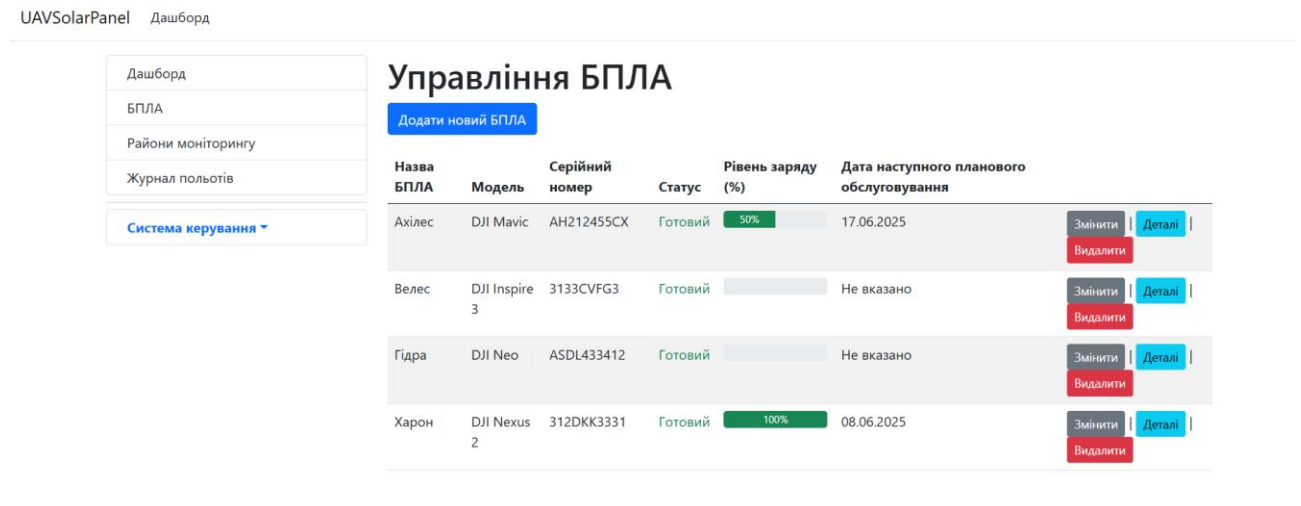 UAVSolarPanel Дашборд
Дашборд
БПЛА
Райони моніторингу
Журнал польотів
Система керування
Управління БПЛА
Додати новий БПЛА
Назва БПЛА Модель Серійний номер Статус Рівень заряду (%) Дата наступного планового обслуговування
Ахілес DJI Mavic AH212455CX Готовий 50% 17.06.2025 Змінити | Деталі |
Видалити
Велес DJI Inspire 3 3133CVFG3 Готовий Не вказано Змінити | Деталі |
Видалити
Гідра DJI Neo ASDL433412 Готовий Не вказано Змінити | Деталі |
Видалити
Харон DJI Nexus 2 312DKK3331 Готовий 100% 08.06.2025 Змінити | Деталі |
Видалити